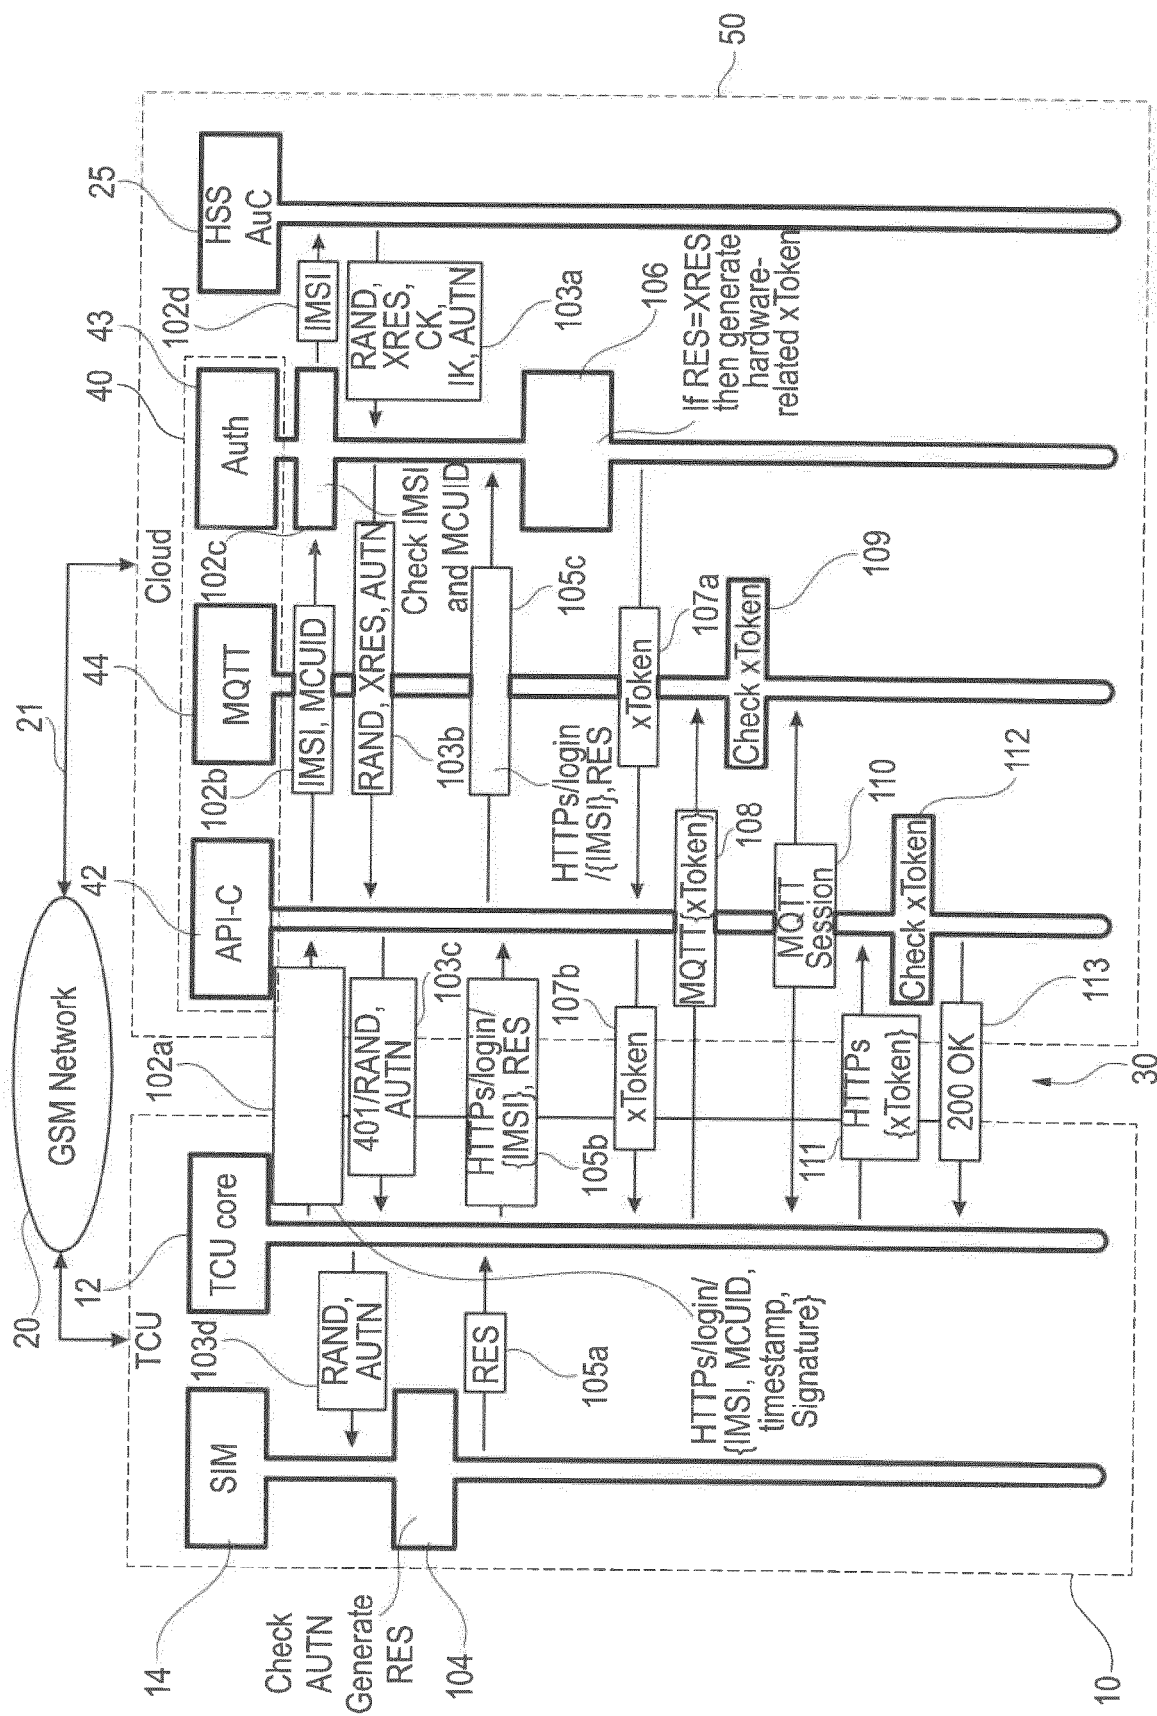 20
GSM Network
21
50
TCU
Cloud
12
42
44
40
43
25
14
SIM
TCU core
API-C
MQTT
Auth
HSS
AuC
102a
102b
IMSI, MCUID
102c
102d
IMSI
103d
RAND,
AUTN
401/RAND,
AUTN
103c
RAND, XRES, AUTN
103b
Check IMSI
and MCUID
RAND,
XRES,
CK,
IK, AUTN
103a
Check
AUTN
Generate
RES
104
RES
105a
HTTPs/login/
{IMSI}, RES
105b
105c
HTTPs/login
/{IMSI},RES
106
If RES=XRES
then generate
hardware-
related xToken
xToken
107b
xToken
107a
HTTPs/login/
{IMSI, MCUID,
timestamp,
Signature}
MQTT{xToken}
108
Check xToken
109
MQTT
Session
110
111
HTTPs
{xToken}
Check xToken
112
200 OK
113
10
30